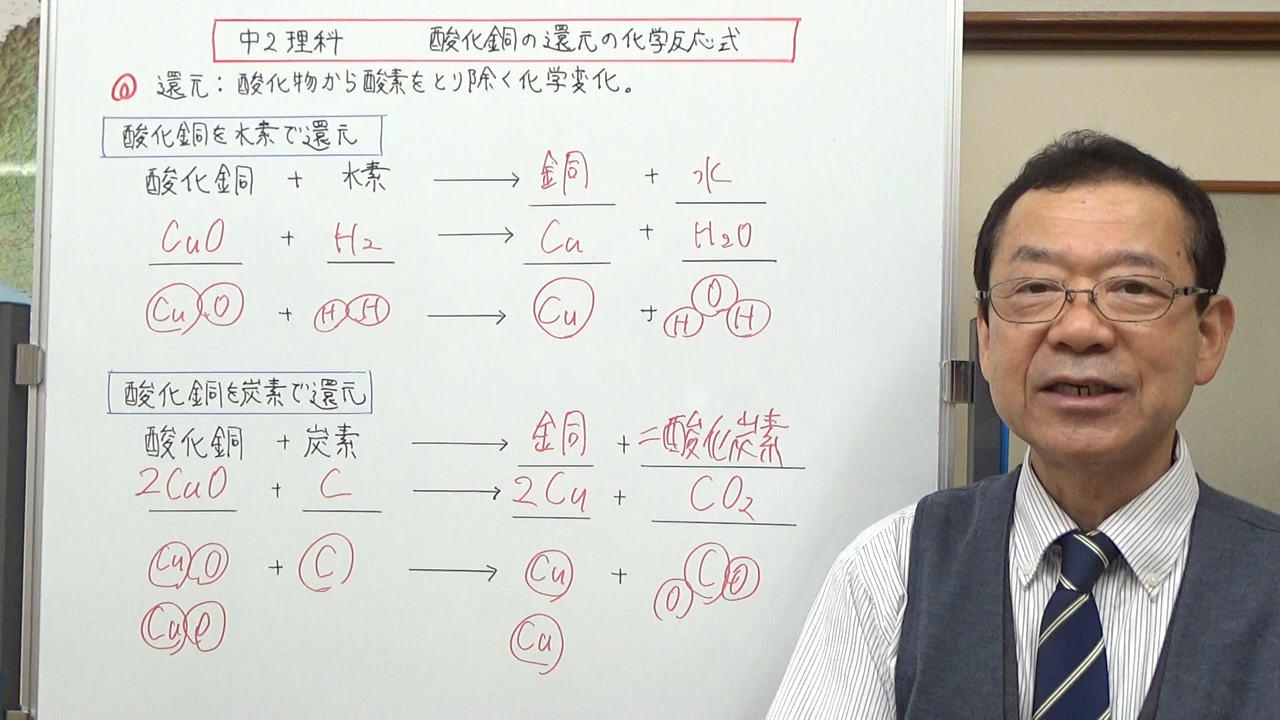 中2理科 酸化銅の還元の化学反応式
◎ 還元：酸化物から酸素をとり除く化学変化。
酸化銅を水素で還元
酸化銅 + 水素 → 銅 + 水
CuO + H2 → Cu + H2O
Cu O + H H → Cu + H O H
酸化銅を炭素で還元
酸化銅 + 炭素 → 銅 + 二酸化炭素
2CuO + C → 2Cu + CO2
Cu O + C → Cu + O C O
Cu O Cu